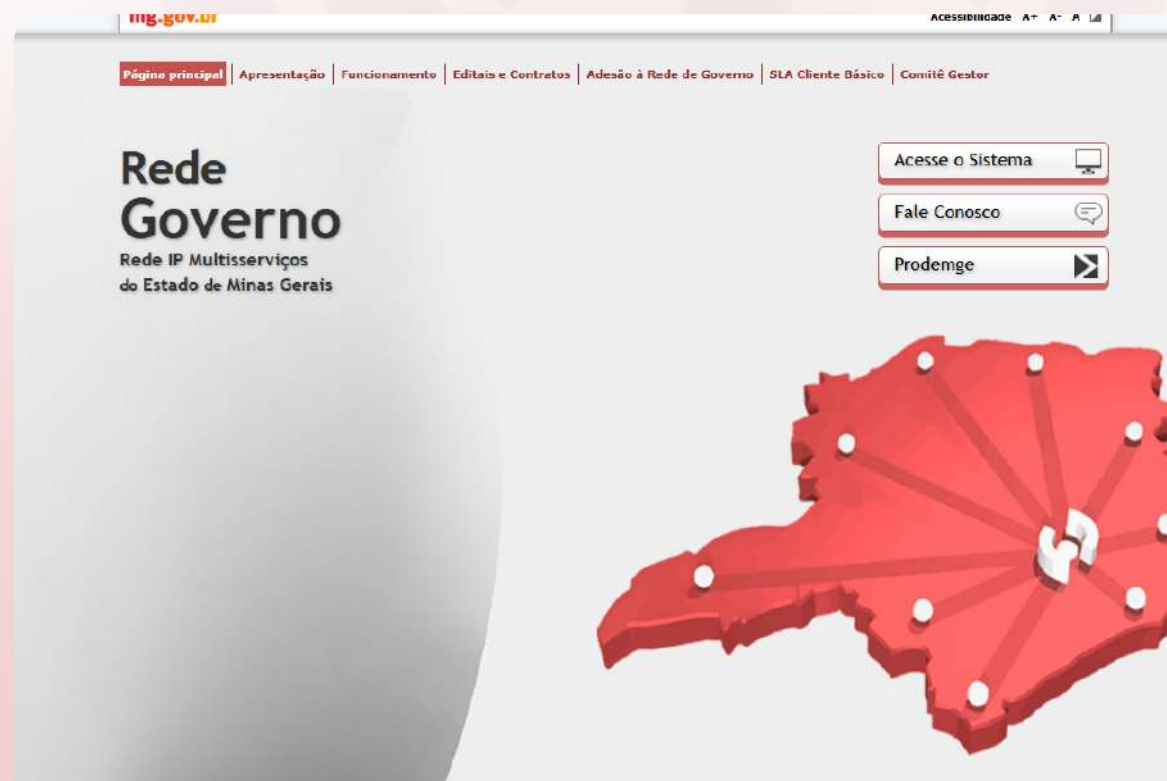 mg.gov.br
Acessibilidade A+ A- A
Página principal | Apresentação | Funcionamento | Editais e Contratos | Adesão à Rede de Governo | SLA Cliente Básico | Comitê Gestor
Rede
Governo
Rede IP Multisserviços
do Estado de Minas Gerais
Acesse o Sistema
Fale Conosco
Prodemge